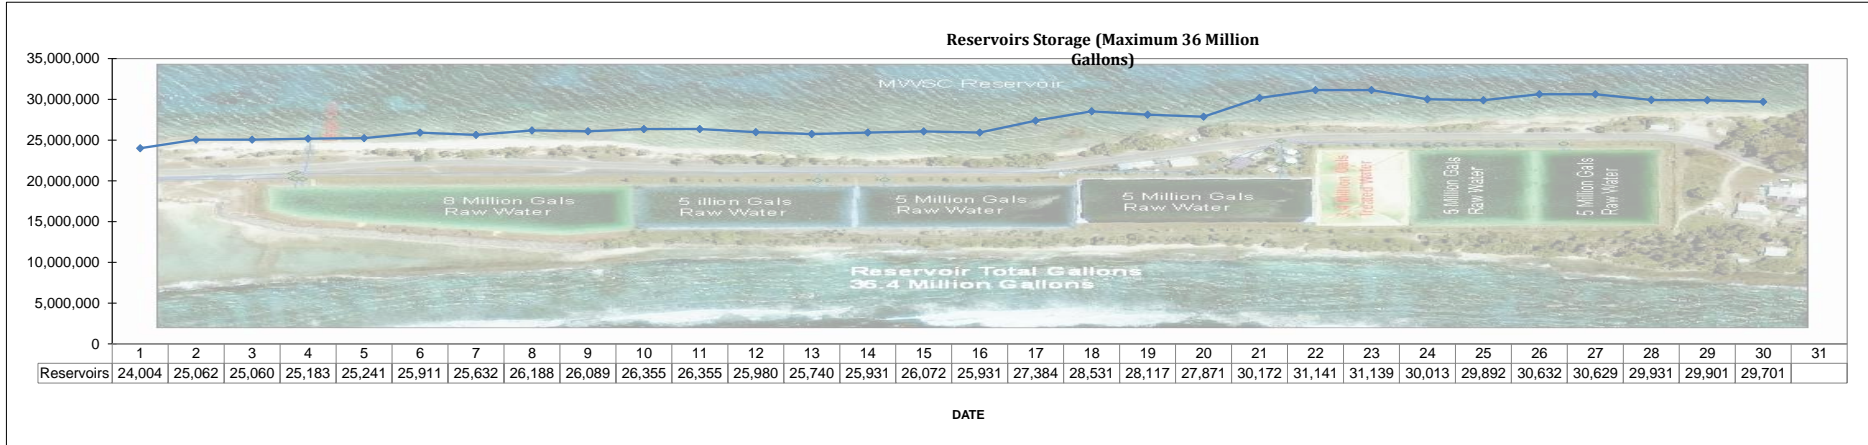 Reservoirs Storage (Maximum 36 Million
Gallons)
35,000,000
30,000,000
25,000,000
20,000,000
15,000,000
10,000,000
5,000,000
0
MWSC Reservoir
8 Million Gals
Raw Water
5 illion Gals
Raw Water
5 Million Gals
Raw Water
5 Million Gals
Raw Water
Million Gals
Treated Water
5 Million Gals
Raw Water
5 Million Gals
Raw Water
Reservoir Total Gallons
36.4 Million Gallons
1 2 3 4 5 6 7 8 9 10 11 12 13 14 15 16 17 18 19 20 21 22 23 24 25 26 27 28 29 30 31
Reservoirs 24,004 25,062 25,060 25,183 25,241 25,911 25,632 26,188 26,089 26,355 26,355 25,980 25,740 25,931 26,072 25,931 27,384 28,531 28,117 27,871 30,172 31,141 31,139 30,013 29,892 30,632 30,629 29,931 29,901 29,701
DATE